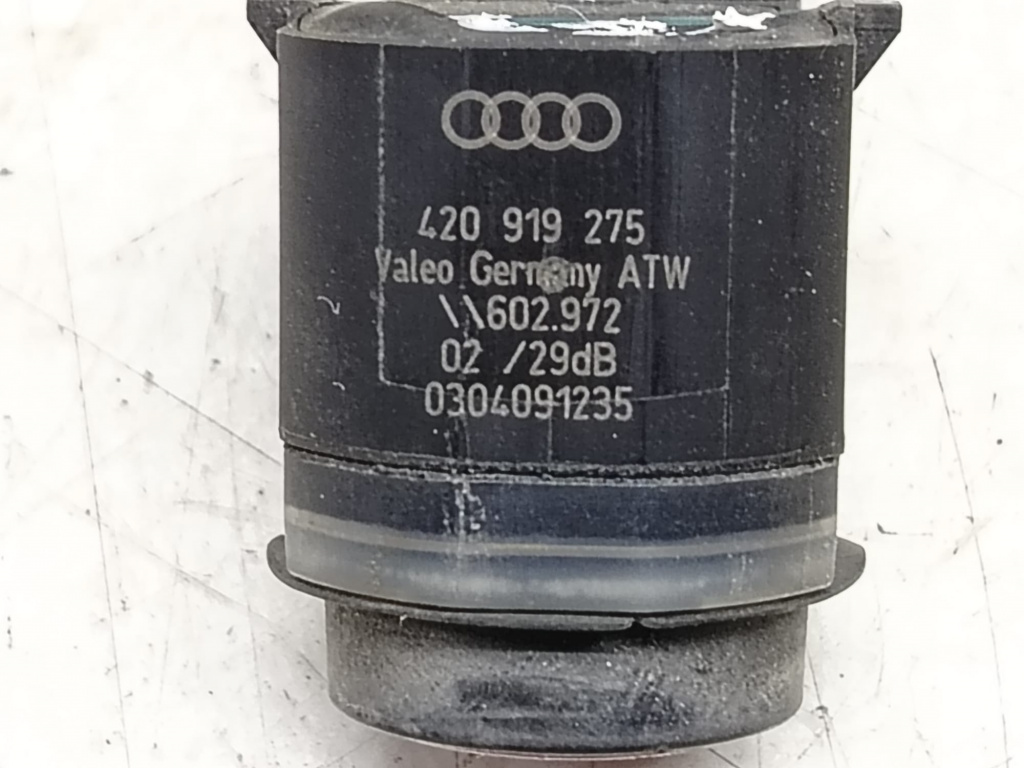 420 919 275
Valeo Germany ATW
\\602.972
02 /29dB
0304091235